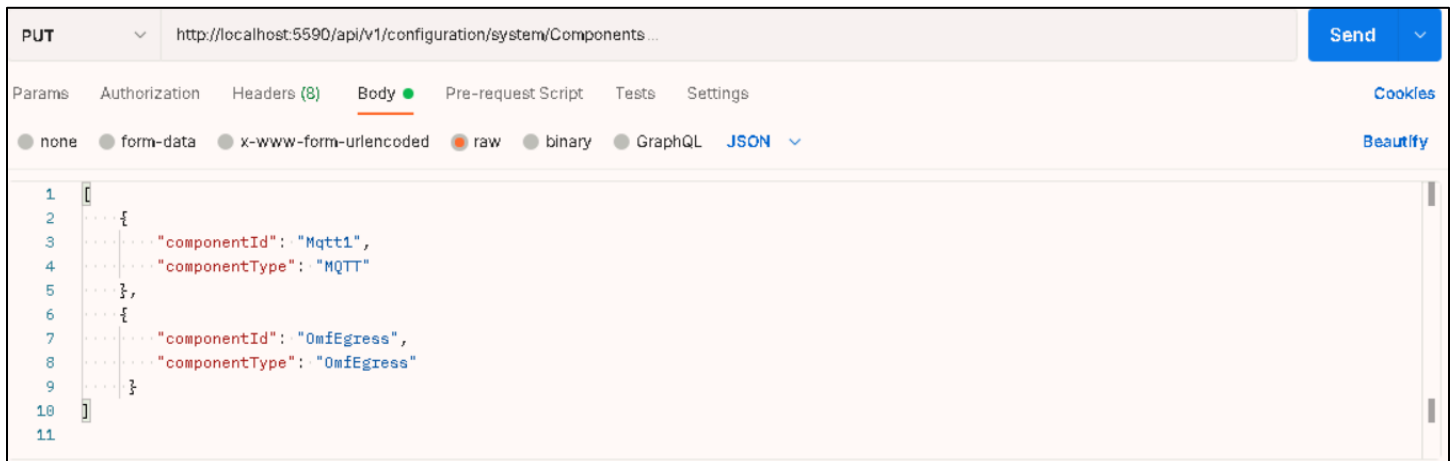 PUT http://localhost:5590/api/v1/configuration/system/Components... Send
Params Authorization Headers (8) Body Pre-request Script Tests Settings Cookies
none form-data x-www-form-urlencoded raw binary GraphQL JSON Beautify
1 [
2 {
3 "componentId": "Mqtt1",
4 "componentType": "MQTT"
5 },
6 {
7 "componentId": "OmfEgress",
8 "componentType": "OmfEgress"
9 }
10 ]
11